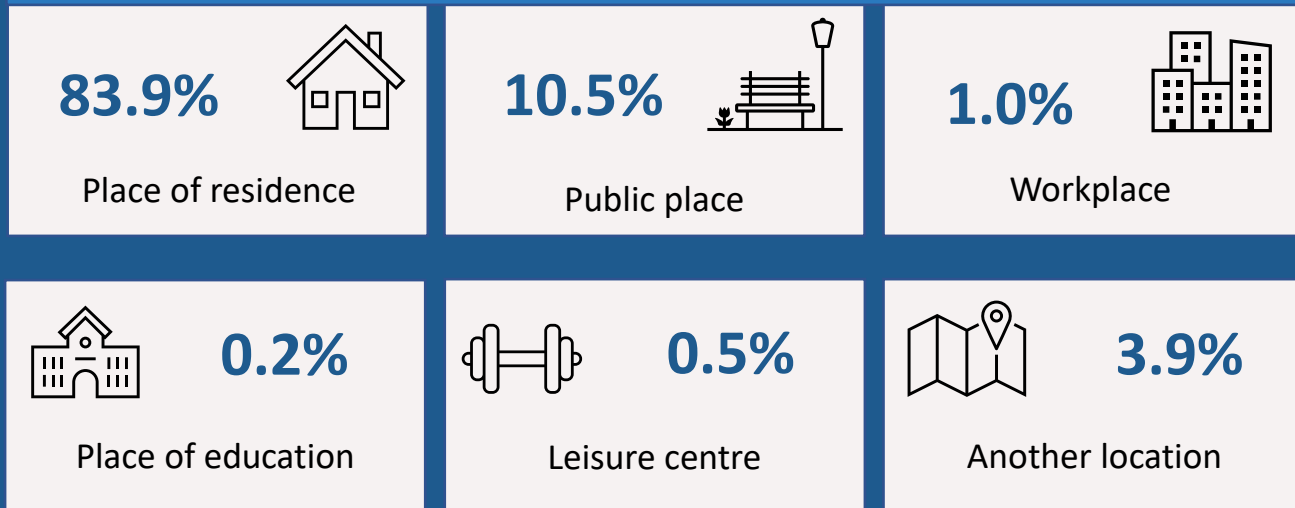 83.9%
Place of residence
10.5%
Public place
1.0%
Workplace
0.2%
Place of education
0.5%
Leisure centre
3.9%
Another location